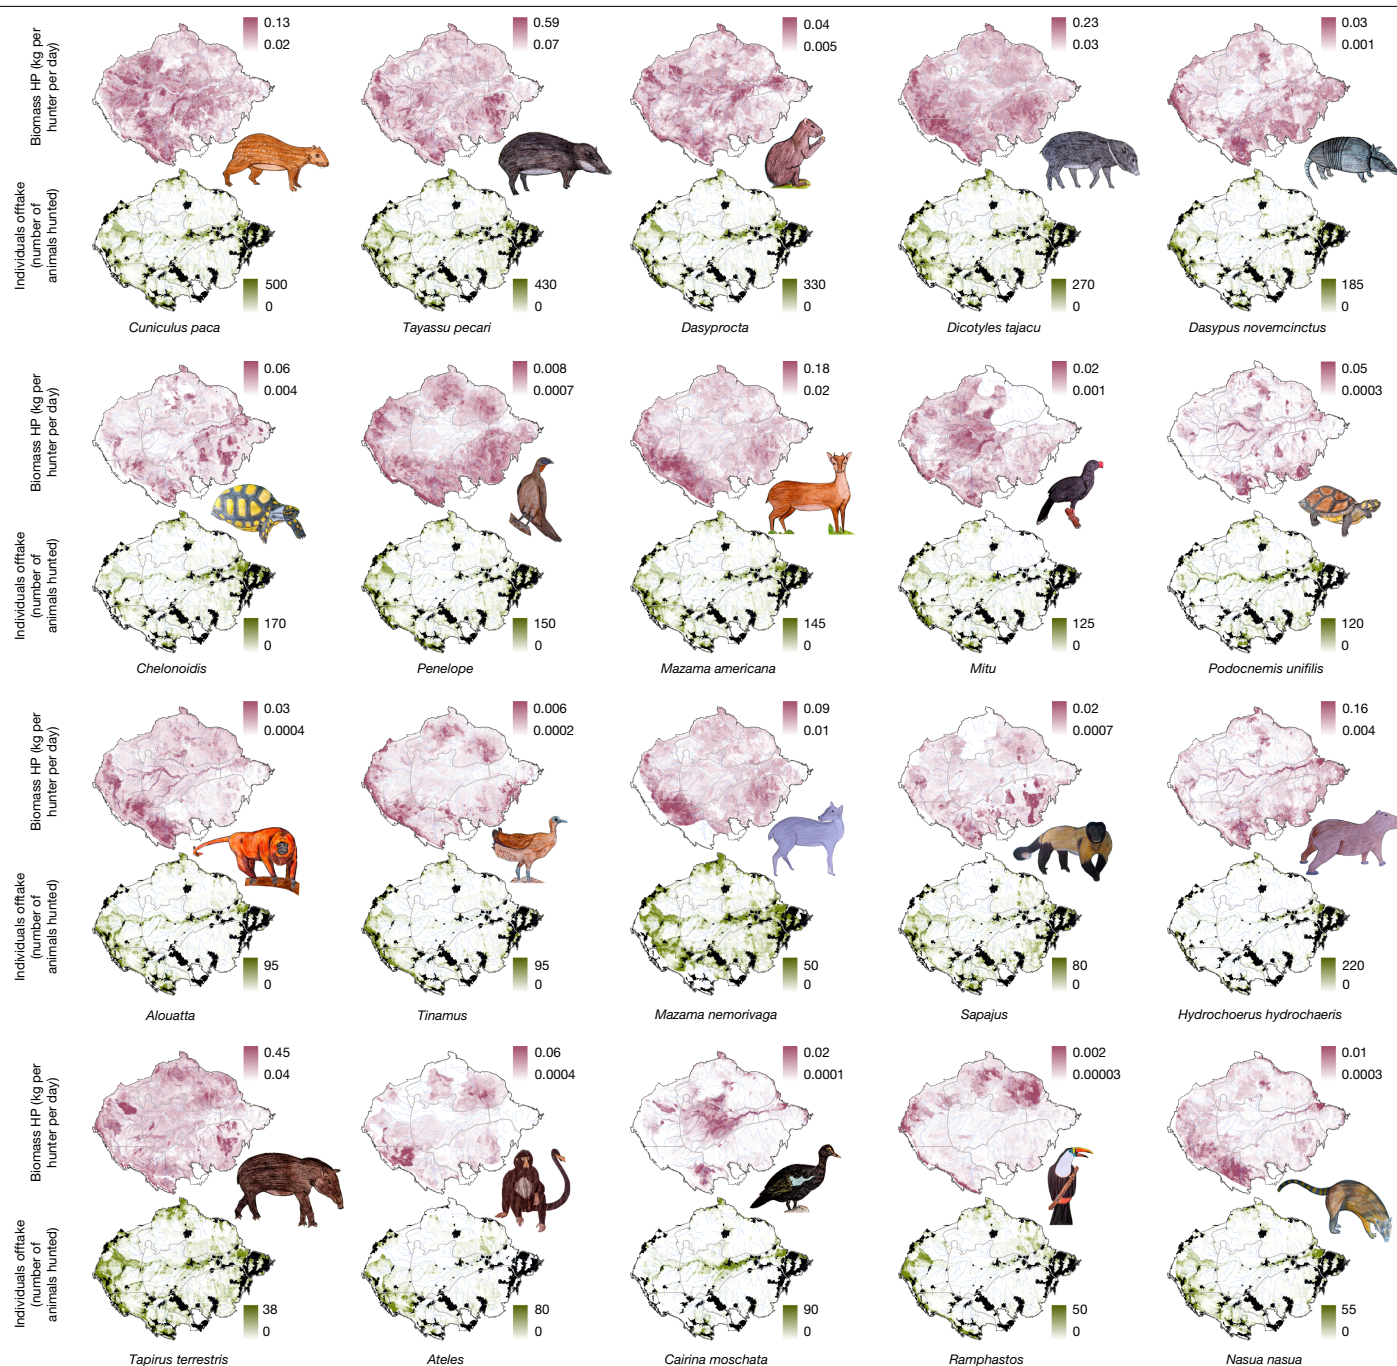 Biomass HP (kg per
hunter per day)
0.13
0.02
0.59
0.07
0.04
0.005
0.23
0.03
0.03
0.001
Individuals offtake
(number of
animals hunted)
500
0
430
0
330
0
270
0
185
0
Cuniculus paca
Tayassu pecari
Dasyprocta
Dicotyles tajacu
Dasypus novemcinctus
Biomass HP (kg per
hunter per day)
0.06
0.004
0.008
0.0007
0.18
0.02
0.02
0.001
0.05
0.0003
Individuals offtake
(number of
animals hunted)
170
0
150
0
145
0
125
0
120
0
Chelonoidis
Penelope
Mazama americana
Mitu
Podocnemis unifilis
Biomass HP (kg per
hunter per day)
0.03
0.0004
0.006
0.0002
0.09
0.01
0.02
0.0007
0.16
0.004
Individuals offtake
(number of
animals hunted)
95
0
95
0
50
0
80
0
220
0
Alouatta
Tinamus
Mazama nemorivaga
Sapajus
Hydrochoerus hydrochaeris
Biomass HP (kg per
hunter per day)
0.45
0.04
0.06
0.0004
0.02
0.0001
0.002
0.00003
0.01
0.0003
Individuals offtake
(number of
animals hunted)
38
0
80
0
90
0
50
0
55
0
Tapirus terrestris
Ateles
Cairina moschata
Ramphastos
Nasua nasua